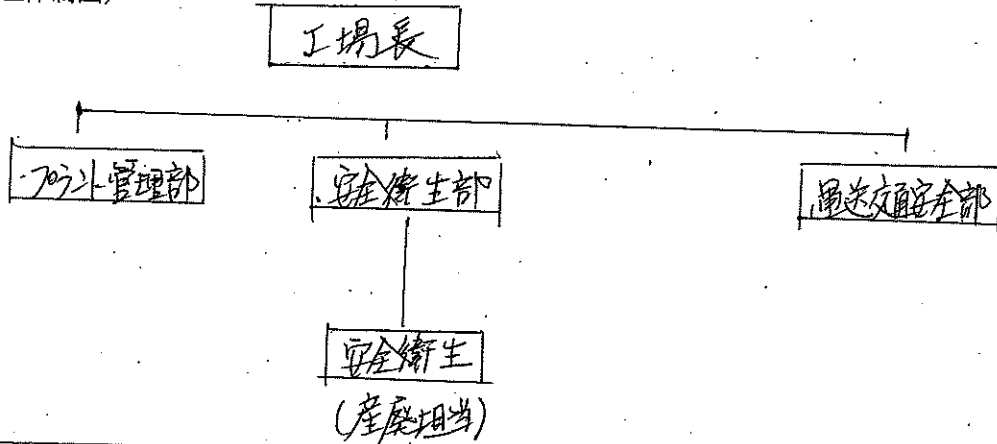 工場長
プラント管理部
安全衛生部
運送交通安全部
安全衛生
(産廃担当)